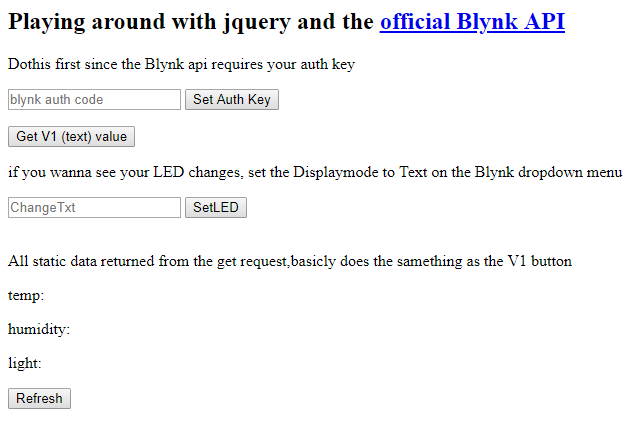 Playing around with jquery and the official Blynk API
Dothis first since the Blynk api requires your auth key
blynk auth code Set Auth Key
Get V1 (text) value
if you wanna see your LED changes, set the Displaymode to Text on the Blynk dropdown menu
ChangeTxt SetLED
All static data returned from the get request,basicly does the samething as the V1 button
temp:
humidity:
light:
Refresh